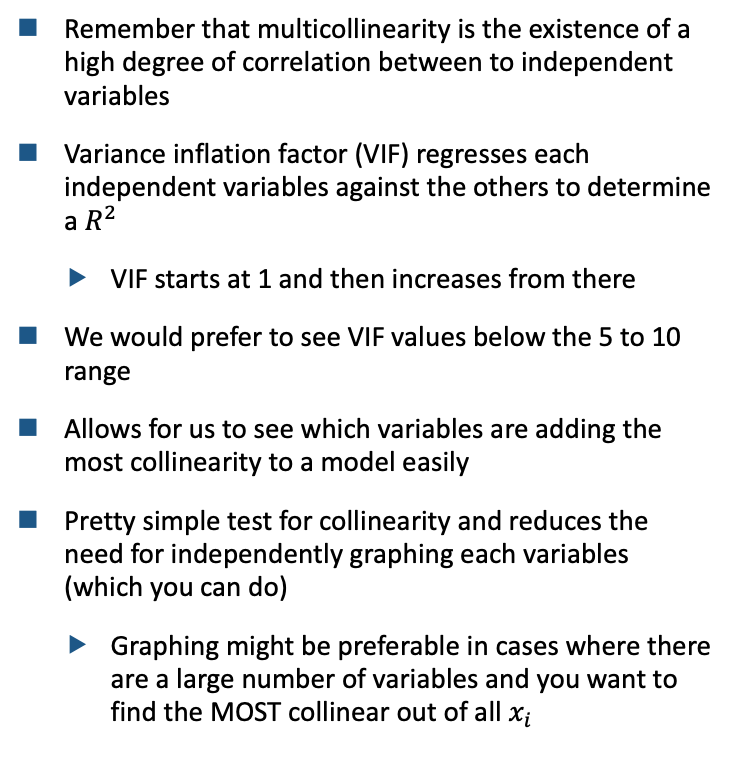 Remember that multicollinearity is the existence of a
high degree of correlation between to independent
variables
Variance inflation factor (VIF) regresses each
independent variables against the others to determine
a R²
VIF starts at 1 and then increases from there
We would prefer to see VIF values below the 5 to 10
range
Allows for us to see which variables are adding the
most collinearity to a model easily
Pretty simple test for collinearity and reduces the
need for independently graphing each variables
(which you can do)
Graphing might be preferable in cases where there
are a large number of variables and you want to
find the MOST collinear out of all xᵢ